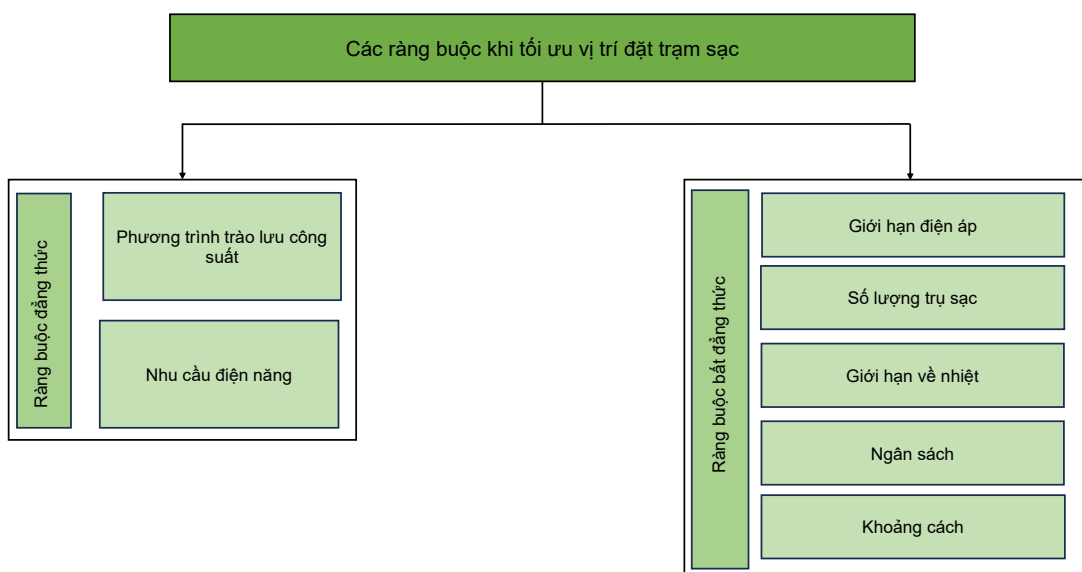 Các ràng buộc khi tối ưu vị trí đặt trạm sạc
Ràng buộc đẳng thức
Phương trình trào lưu công
suất
Nhu cầu điện năng
Ràng buộc bất đẳng thức
Giới hạn điện áp
Số lượng trụ sạc
Giới hạn về nhiệt
Ngân sách
Khoảng cách